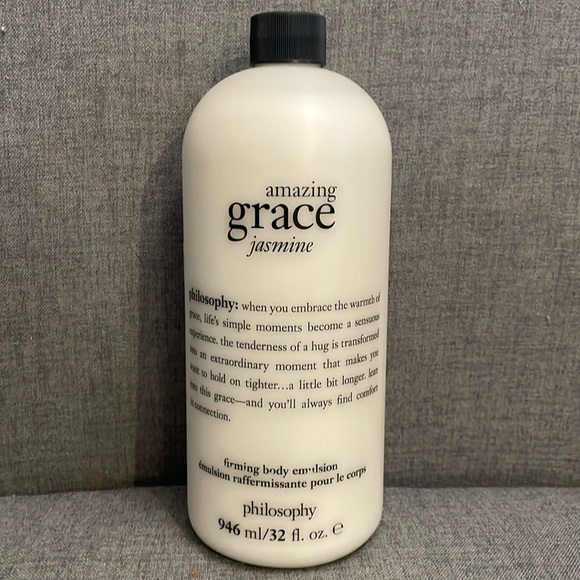 amazing
grace
jasmine
philosophy: when you embrace the warmth of
grace, life's simple moments become a sensuous
experience. the tenderness of a hug is transformed
into an extraordinary moment that makes you
want to hold on tighter...a little bit longer. lean
into this grace—and you'll always find comfort
in connection.
firming body emulsion
émulsion raffermissante pour le corps
philosophy
946 ml/32 fl. oz. ℮